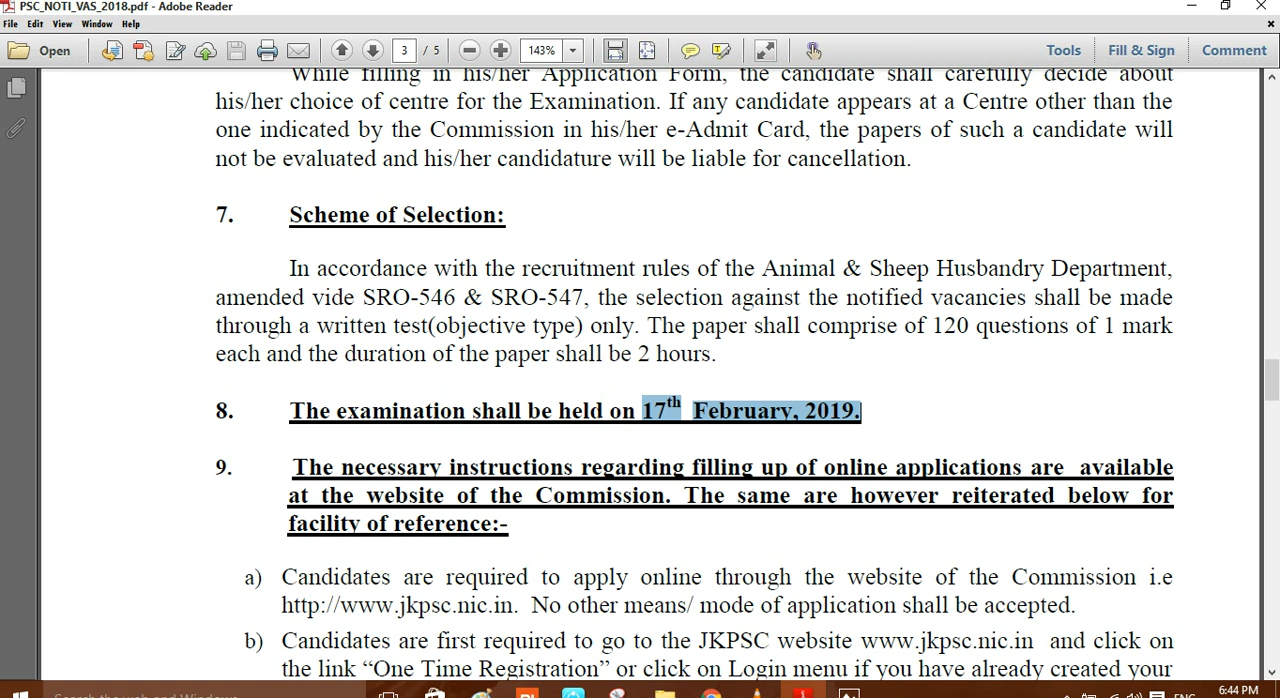 PSC_NOTI_VAS_2018.pdf - Adobe Reader
File Edit View Window Help
Open 3 / 5 143% Tools Fill & Sign Comment
While filling in his/her Application Form, the candidate shall carefully decide about
his/her choice of centre for the Examination. If any candidate appears at a Centre other than the
one indicated by the Commission in his/her e-Admit Card, the papers of such a candidate will
not be evaluated and his/her candidature will be liable for cancellation.
7. Scheme of Selection:
In accordance with the recruitment rules of the Animal & Sheep Husbandry Department,
amended vide SRO-546 & SRO-547, the selection against the notified vacancies shall be made
through a written test(objective type) only. The paper shall comprise of 120 questions of 1 mark
each and the duration of the paper shall be 2 hours.
8. The examination shall be held on 17th February, 2019.
9. The necessary instructions regarding filling up of online applications are available
at the website of the Commission. The same are however reiterated below for
facility of reference:-
a) Candidates are required to apply online through the website of the Commission i.e
http://www.jkpsc.nic.in. No other means/ mode of application shall be accepted.
b) Candidates are first required to go to the JKPSC website www.jkpsc.nic.in and click on
the link “One Time Registration” or click on Login menu if you have already created your
Search the web and Windows ENG 6:44 PM